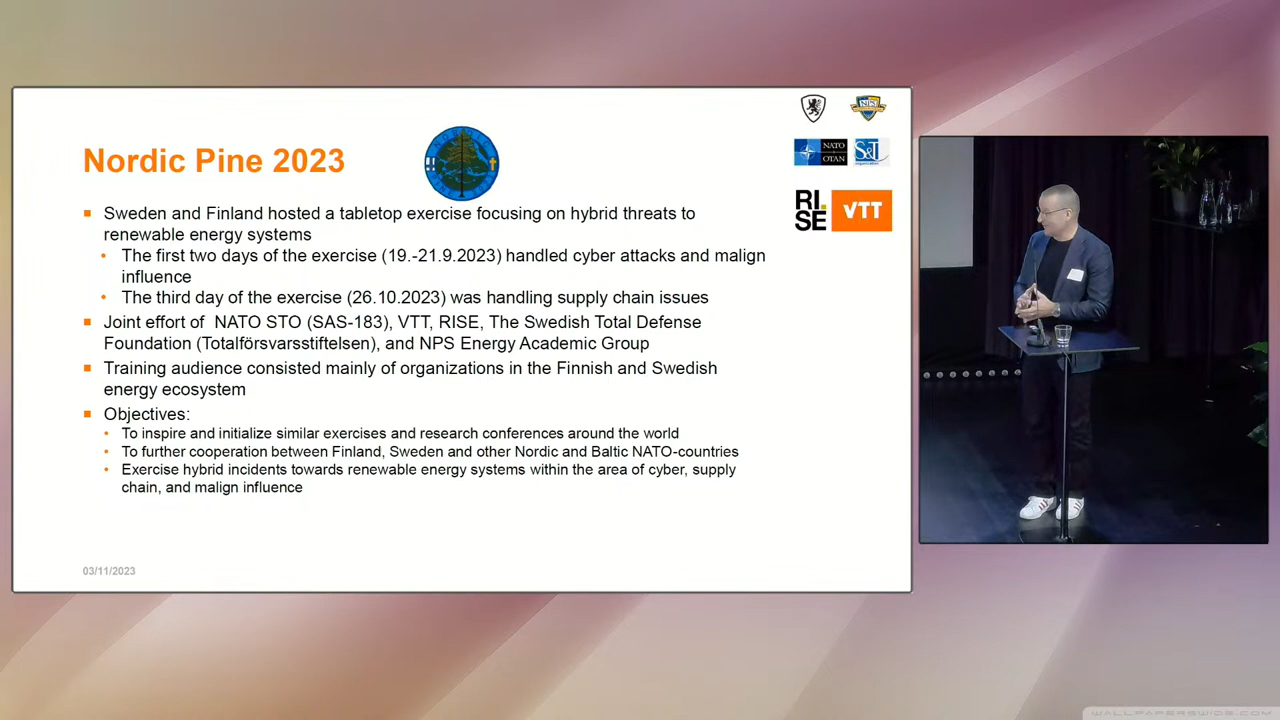 Nordic Pine 2023
Sweden and Finland hosted a tabletop exercise focusing on hybrid threats to
renewable energy systems
The first two days of the exercise (19.-21.9.2023) handled cyber attacks and malign
influence
The third day of the exercise (26.10.2023) was handling supply chain issues
Joint effort of NATO STO (SAS-183), VTT, RISE, The Swedish Total Defense
Foundation (Totalförsvarsstiftelsen), and NPS Energy Academic Group
Training audience consisted mainly of organizations in the Finnish and Swedish
energy ecosystem
Objectives:
To inspire and initialize similar exercises and research conferences around the world
To further cooperation between Finland, Sweden and other Nordic and Baltic NATO-countries
Exercise hybrid incidents towards renewable energy systems within the area of cyber, supply
chain, and malign influence
03/11/2023
NATO
OTAN
S&T
organization
RI.
SE
VTT
WALLPAPERSWIDE.COM